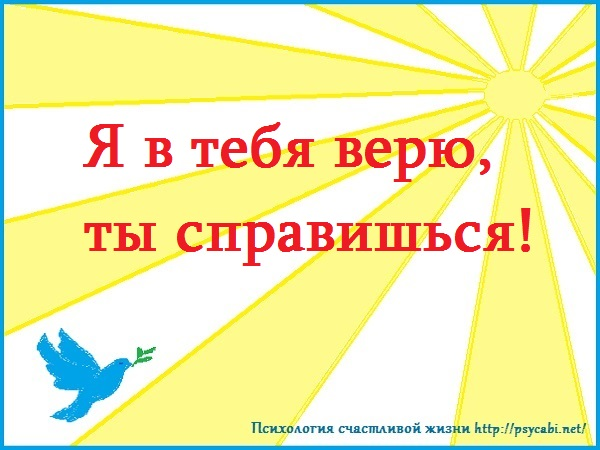 Я в тебя верю,
ты справишься!
Психология счастливой жизни http://psycabi.net/